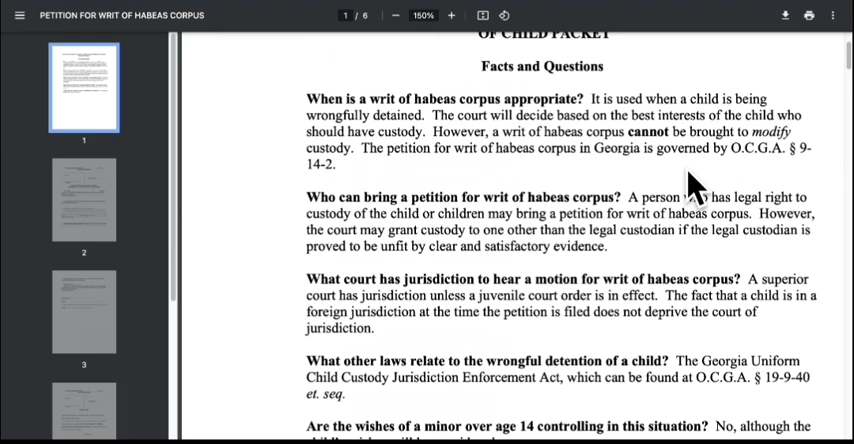 PETITION FOR WRIT OF HABEAS CORPUS
1 / 6
150%
OF CHILD PACKET
Facts and Questions
When is a writ of habeas corpus appropriate? It is used when a child is being
wrongfully detained. The court will decide based on the best interests of the child who
should have custody. However, a writ of habeas corpus cannot be brought to modify
custody. The petition for writ of habeas corpus in Georgia is governed by O.C.G.A. § 9-
14-2.
Who can bring a petition for writ of habeas corpus? A person has legal right to
custody of the child or children may bring a petition for writ of habeas corpus. However,
the court may grant custody to one other than the legal custodian if the legal custodian is
proved to be unfit by clear and satisfactory evidence.
What court has jurisdiction to hear a motion for writ of habeas corpus? A superior
court has jurisdiction unless a juvenile court order is in effect. The fact that a child is in a
foreign jurisdiction at the time the petition is filed does not deprive the court of
jurisdiction.
What other laws relate to the wrongful detention of a child? The Georgia Uniform
Child Custody Jurisdiction Enforcement Act, which can be found at O.C.G.A. § 19-9-40
et. seq.
Are the wishes of a minor over age 14 controlling in this situation? No, although the
1
2
3